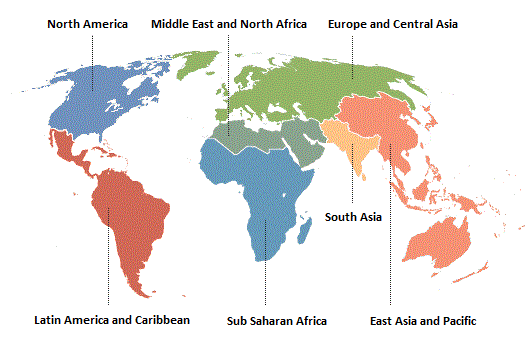 North America
Middle East and North Africa
Europe and Central Asia
South Asia
Latin America and Caribbean
Sub Saharan Africa
East Asia and Pacific